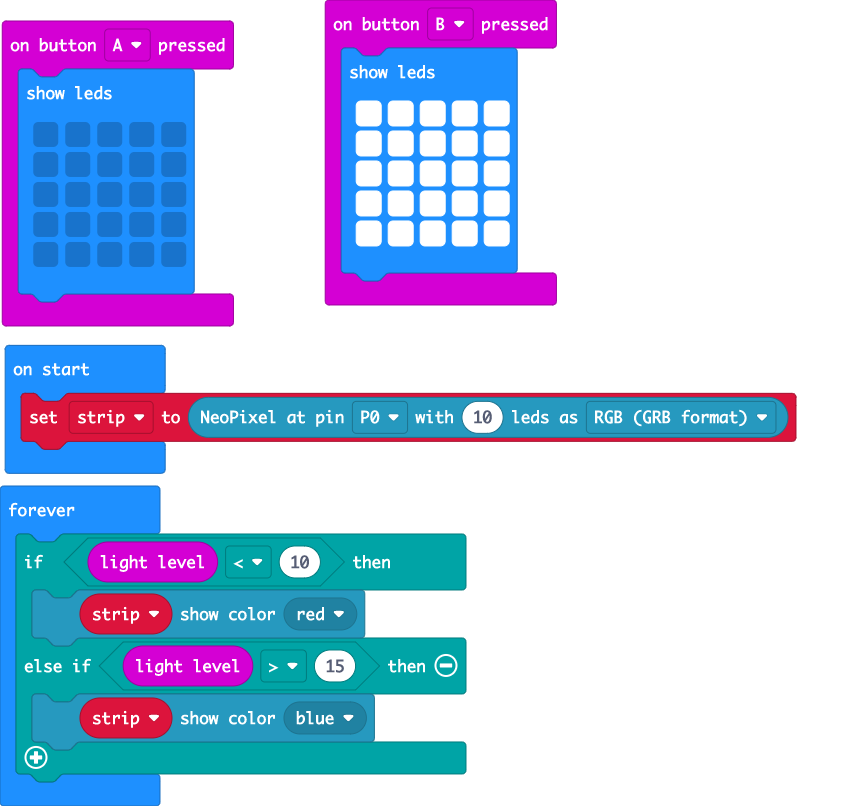 on button A pressed
show leds
on button B pressed
show leds
on start
set strip to NeoPixel at pin P0 with 10 leds as RGB (GRB format)
forever
if light level < 10 then
strip show color red
else if light level > 15 then
strip show color blue